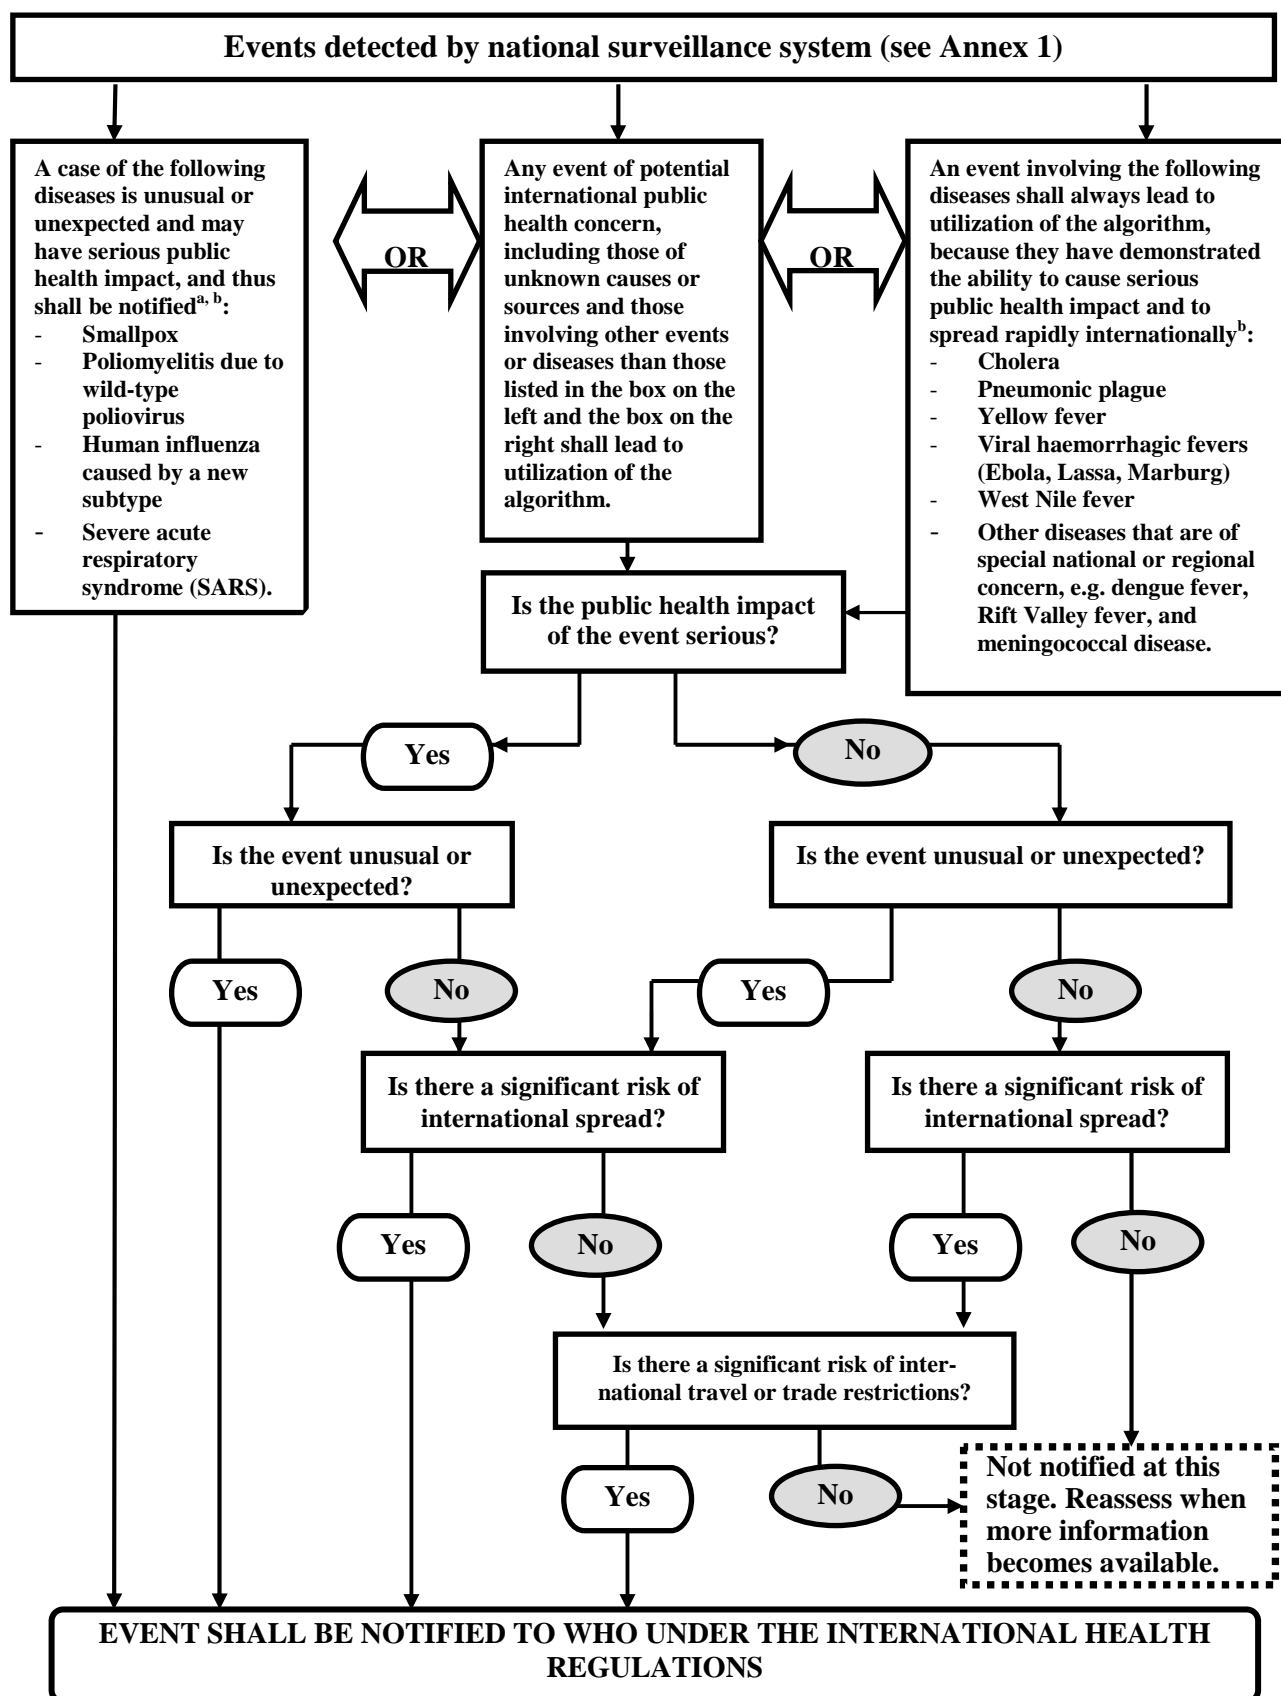 Events detected by national surveillance system (see Annex 1)
A case of the following
diseases is unusual or
unexpected and may
have serious public
health impact, and thus
shall be notifiedᵃ, ᵇ:
- Smallpox
- Poliomyelitis due to
wild-type
poliovirus
- Human influenza
caused by a new
subtype
- Severe acute
respiratory
syndrome (SARS).
OR
Any event of potential
international public
health concern,
including those of
unknown causes or
sources and those
involving other events
or diseases than those
listed in the box on the
left and the box on the
right shall lead to
utilization of the
algorithm.
OR
An event involving the following
diseases shall always lead to
utilization of the algorithm,
because they have demonstrated
the ability to cause serious
public health impact and to
spread rapidly internationallyᵇ:
- Cholera
- Pneumonic plague
- Yellow fever
- Viral haemorrhagic fevers
(Ebola, Lassa, Marburg)
- West Nile fever
- Other diseases that are of
special national or regional
concern, e.g. dengue fever,
Rift Valley fever, and
meningococcal disease.
Is the public health impact
of the event serious?
Yes
No
Is the event unusual or
unexpected?
Is the event unusual or unexpected?
Yes
No
Yes
No
Is there a significant risk of
international spread?
Is there a significant risk of
international spread?
Yes
No
Yes
No
Is there a significant risk of inter-
national travel or trade restrictions?
Yes
No
Not notified at this
stage. Reassess when
more information
becomes available.
EVENT SHALL BE NOTIFIED TO WHO UNDER THE INTERNATIONAL HEALTH
REGULATIONS